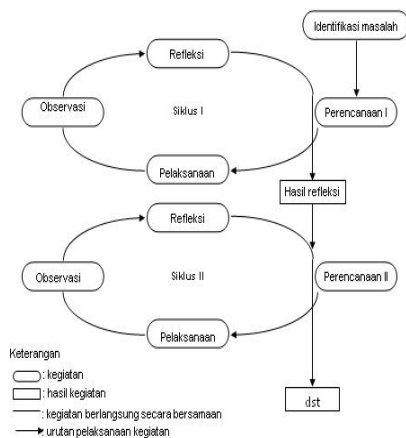 Identifikasi masalah
Refleksi
Observasi
Siklus I
Perencanaan I
Pelaksanaan
Hasil refleksi
Refleksi
Observasi
Siklus II
Perencanaan II
Pelaksanaan
Keterangan
: kegiatan
: hasil kegiatan
dst
: kegiatan berlangsung secara bersamaan
: urutan pelaksanaan kegiatan